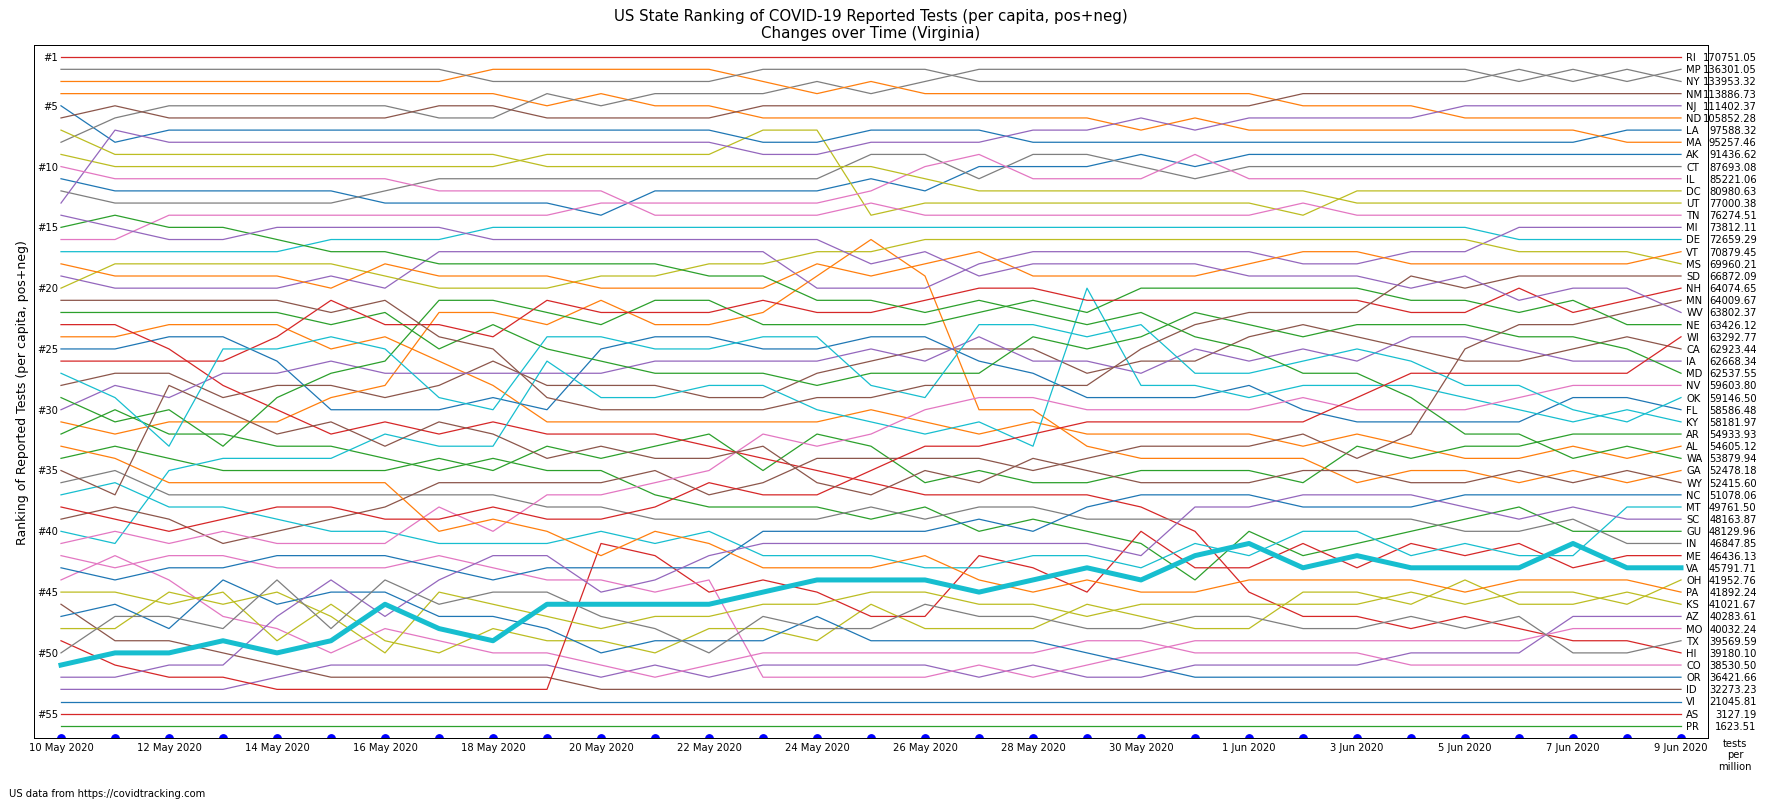 US State Ranking of COVID-19 Reported Tests (per capita, pos+neg)
Changes over Time (Virginia)
Ranking of Reported Tests (per capita, pos+neg)
#1
#5
#10
#15
#20
#25
#30
#35
#40
#45
#50
#55
RI 170751.05
MP 136301.05
NY 133953.32
NM 113886.73
NJ 111402.37
ND 105852.28
LA 97588.32
MA 95257.46
AK 91436.62
CT 87693.08
IL 85221.06
DC 80980.63
UT 77000.38
TN 76274.51
MI 73812.11
DE 72659.29
VT 70879.45
MS 69960.21
SD 66872.09
NH 64074.65
MN 64009.67
WV 63802.37
NE 63426.12
WI 63292.77
CA 62923.44
IA 62668.34
MD 62537.55
NV 59603.80
OK 59146.50
FL 58586.48
KY 58181.97
AR 54933.93
AL 54605.12
WA 53879.94
GA 52478.18
WY 52415.60
NC 51078.06
MT 49761.50
SC 48163.87
GU 48129.96
IN 46847.85
ME 46436.13
VA 45791.71
OH 41952.76
PA 41892.24
KS 41021.67
AZ 40283.61
MO 40032.24
TX 39569.59
HI 39180.10
CO 38530.50
OR 36421.66
ID 32273.23
VI 21045.81
AS 3127.19
PR 1623.51
10 May 2020 12 May 2020 14 May 2020 16 May 2020 18 May 2020 20 May 2020 22 May 2020 24 May 2020 26 May 2020 28 May 2020 30 May 2020 1 Jun 2020 3 Jun 2020 5 Jun 2020 7 Jun 2020 9 Jun 2020
tests
per
million
US data from https://covidtracking.com